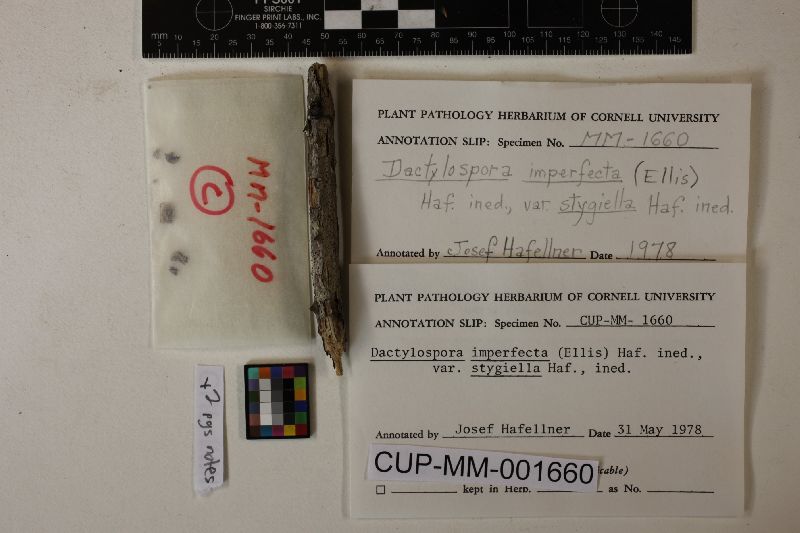 SIRCHIE
FINGER PRINT LABS., INC.
1-800-356-7311
mm 5 10 20 25 30 35 40 45 50 55 60 65 70 75 80 85 90 95 100 105 110 115 120 125 130 135 140 145
MM-1660
C
PLANT PATHOLOGY HERBARIUM OF CORNELL UNIVERSITY
ANNOTATION SLIP: Specimen No. MM-1660
Dactylospora imperfecta (Ellis)
Haf. ined., var. stygiella Haf. ined.
Annotated by Josef Hafellner Date 1978
PLANT PATHOLOGY HERBARIUM OF CORNELL UNIVERSITY
ANNOTATION SLIP: Specimen No. CUP-MM- 1660
Dactylospora imperfecta (Ellis) Haf. ined.,
var. stygiella Haf., ined.
Annotated by Josef Hafellner Date 31 May 1978
CUP-MM-001660
kept in Herb. as No.
+2 pgs notes